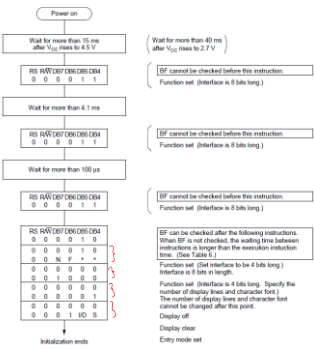 Power on
Wait for more than 15 ms
after VCC rises to 4.5 V
Wait for more than 40 ms
after VCC rises to 2.7 V
RS R/W DB7 DB6 DB5 DB4
0 0 0 0 1 1
BF cannot be checked before this instruction.
Function set (Interface is 8 bits long.)
Wait for more than 4.1 ms
RS R/W DB7 DB6 DB5 DB4
0 0 0 0 1 1
BF cannot be checked before this instruction.
Function set (Interface is 8 bits long.)
Wait for more than 100 μs
RS R/W DB7 DB6 DB5 DB4
0 0 0 0 1 1
BF cannot be checked before this instruction.
Function set (Interface is 8 bits long.)
RS R/W DB7 DB6 DB5 DB4
0 0 0 0 1 0
0 0 0 0 1 0
0 0 N F * *
0 0 0 0 0 0
0 0 1 0 0 0
0 0 0 0 0 0
0 0 0 0 0 1
0 0 0 0 0 0
0 0 0 1 I/D S
Initialization ends
BF can be checked after the following instructions.
When BF is not checked, the waiting time between
instructions is longer than the execution instuction
time. (See Table 6.)
Function set (Set interface to be 4 bits long.)
Interface is 8 bits in length.
Function set (Interface is 4 bits long. Specify the
number of display lines and character font.)
The number of display lines and character font
cannot be changed after this point.
Display off
Display clear
Entry mode set